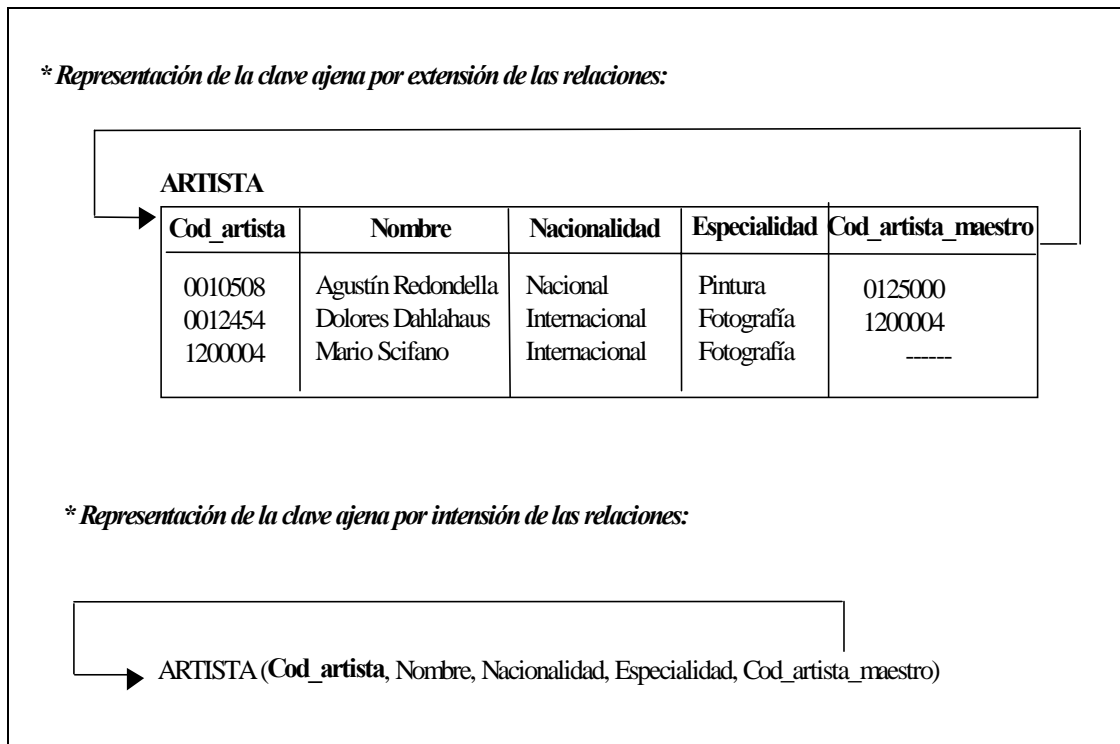 * Representación de la clave ajena por extensión de las relaciones:
ARTISTA
Cod_artista Nombre Nacionalidad Especialidad Cod_artista_maestro
0010508 Agustín Redondella Nacional Pintura 0125000
0012454 Dolores Dahlahaus Internacional Fotografía 1200004
1200004 Mario Scifano Internacional Fotografía ------
* Representación de la clave ajena por intensión de las relaciones:
ARTISTA (Cod_artista, Nombre, Nacionalidad, Especialidad, Cod_artista_maestro)